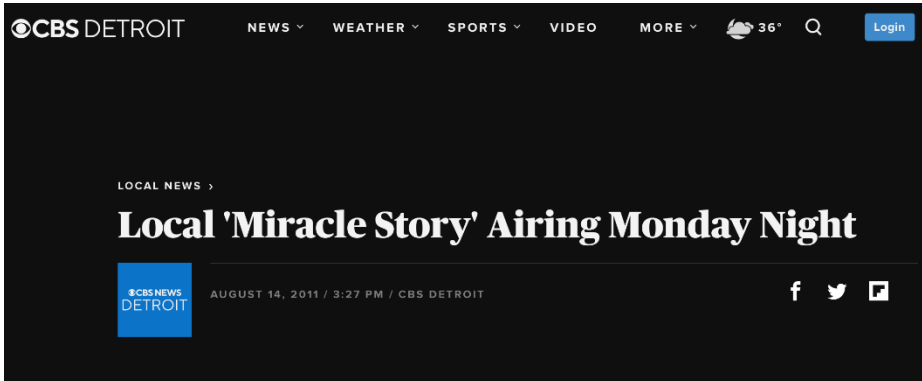 CBS DETROIT NEWS WEATHER SPORTS VIDEO MORE 36° Login
LOCAL NEWS ›
Local 'Miracle Story' Airing Monday Night
CBS NEWS
DETROIT
AUGUST 14, 2011 / 3:27 PM / CBS DETROIT